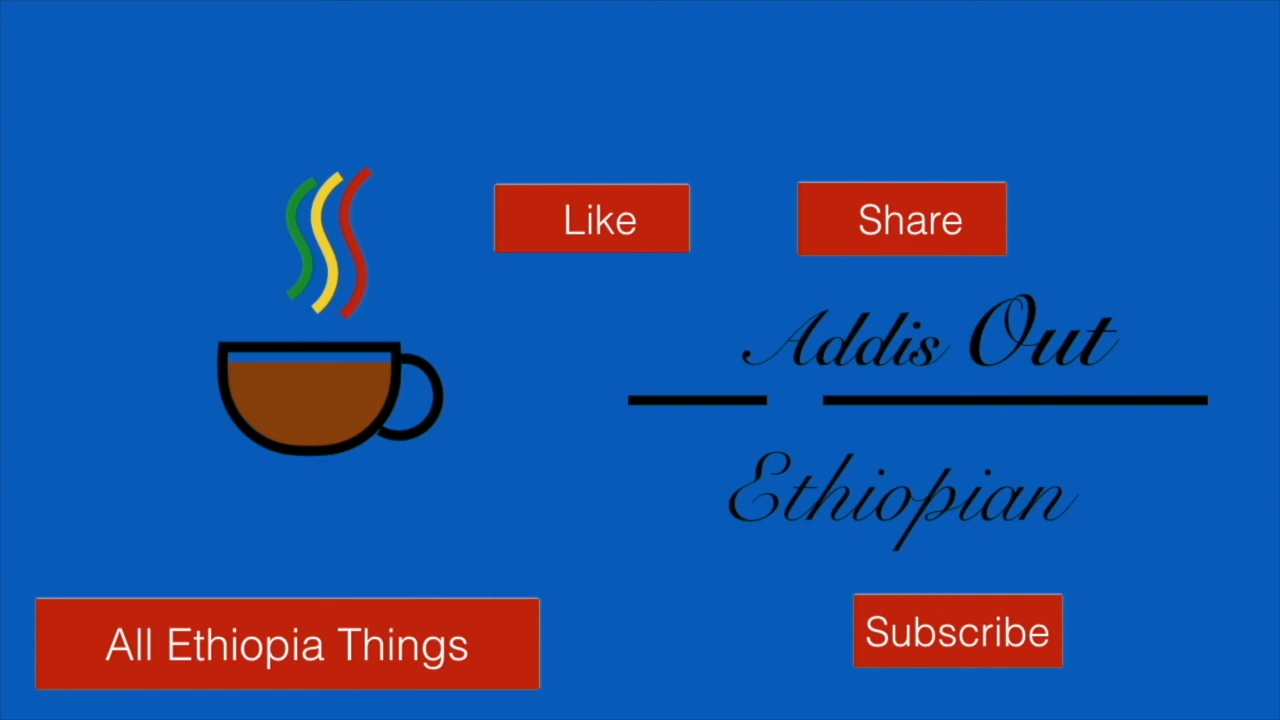 Like
Share
Addis Out
Ethiopian
All Ethiopia Things
Subscribe